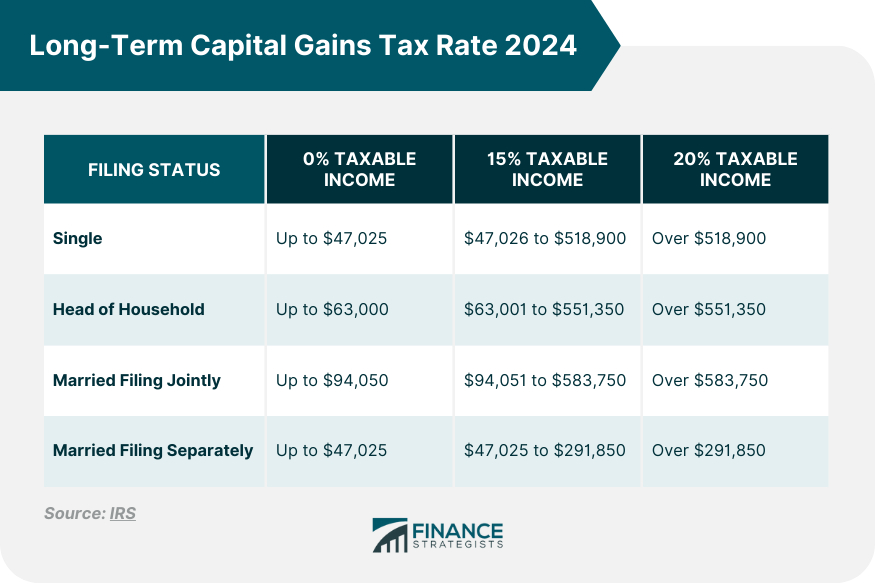 Long-Term Capital Gains Tax Rate 2024
FILING STATUS
0% TAXABLE
INCOME
15% TAXABLE
INCOME
20% TAXABLE
INCOME
Single
Up to $47,025
$47,026 to $518,900
Over $518,900
Head of Household
Up to $63,000
$63,001 to $551,350
Over $551,350
Married Filing Jointly
Up to $94,050
$94,051 to $583,750
Over $583,750
Married Filing Separately
Up to $47,025
$47,025 to $291,850
Over $291,850
Source: IRS
FINANCE
STRATEGISTS